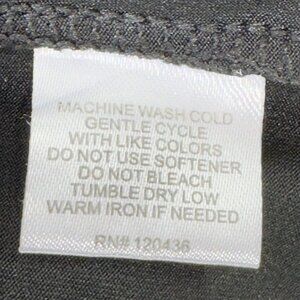 MACHINE WASH COLD
GENTLE CYCLE
WITH LIKE COLORS
DO NOT USE SOFTENER
DO NOT BLEACH
TUMBLE DRY LOW
WARM IRON IF NEEDED
RN# 120436